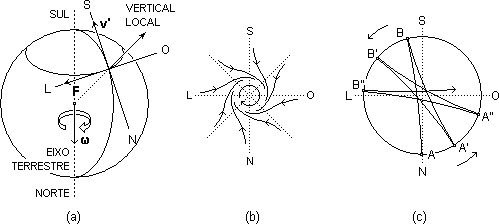 SUL
S
v'
VERTICAL
LOCAL
O
L
F
ω
N
EIXO
TERRESTRE
NORTE
(a)
S
L
O
N
(b)
S
B
B'
B"
L
O
A"
A
A'
N
(c)